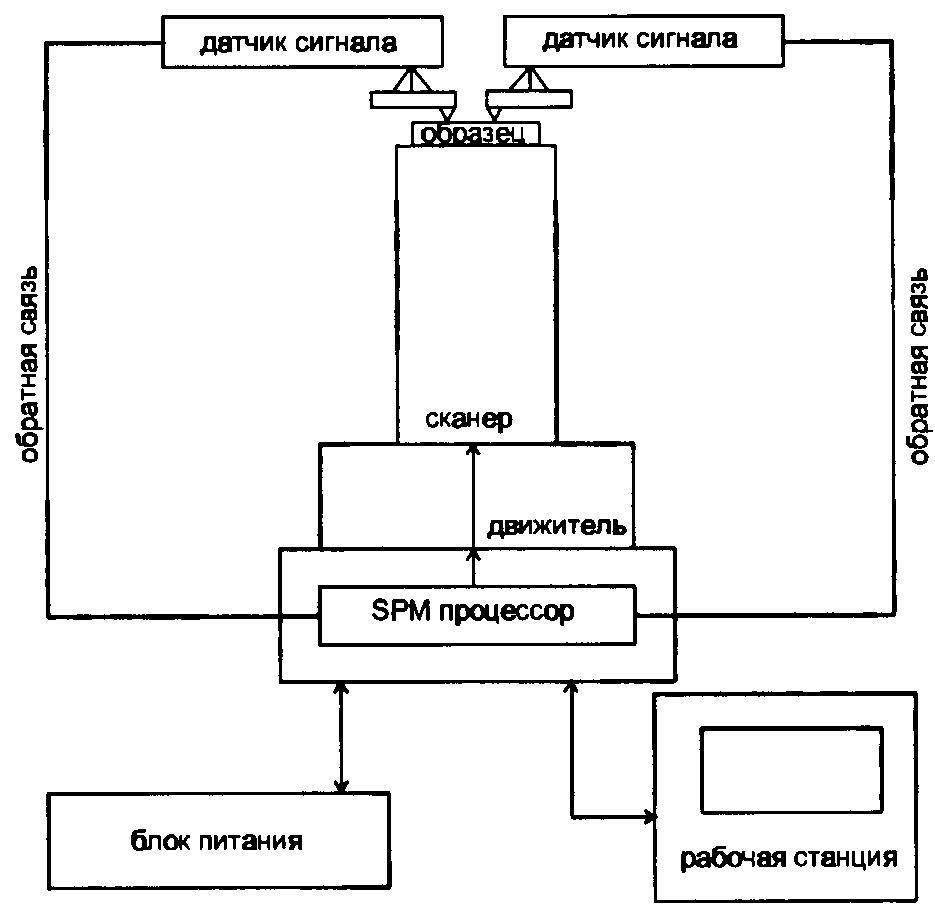 датчик сигнала
датчик сигнала
образец
обратная связь
обратная связь
сканер
движитель
SPM процессор
блок питания
рабочая станция